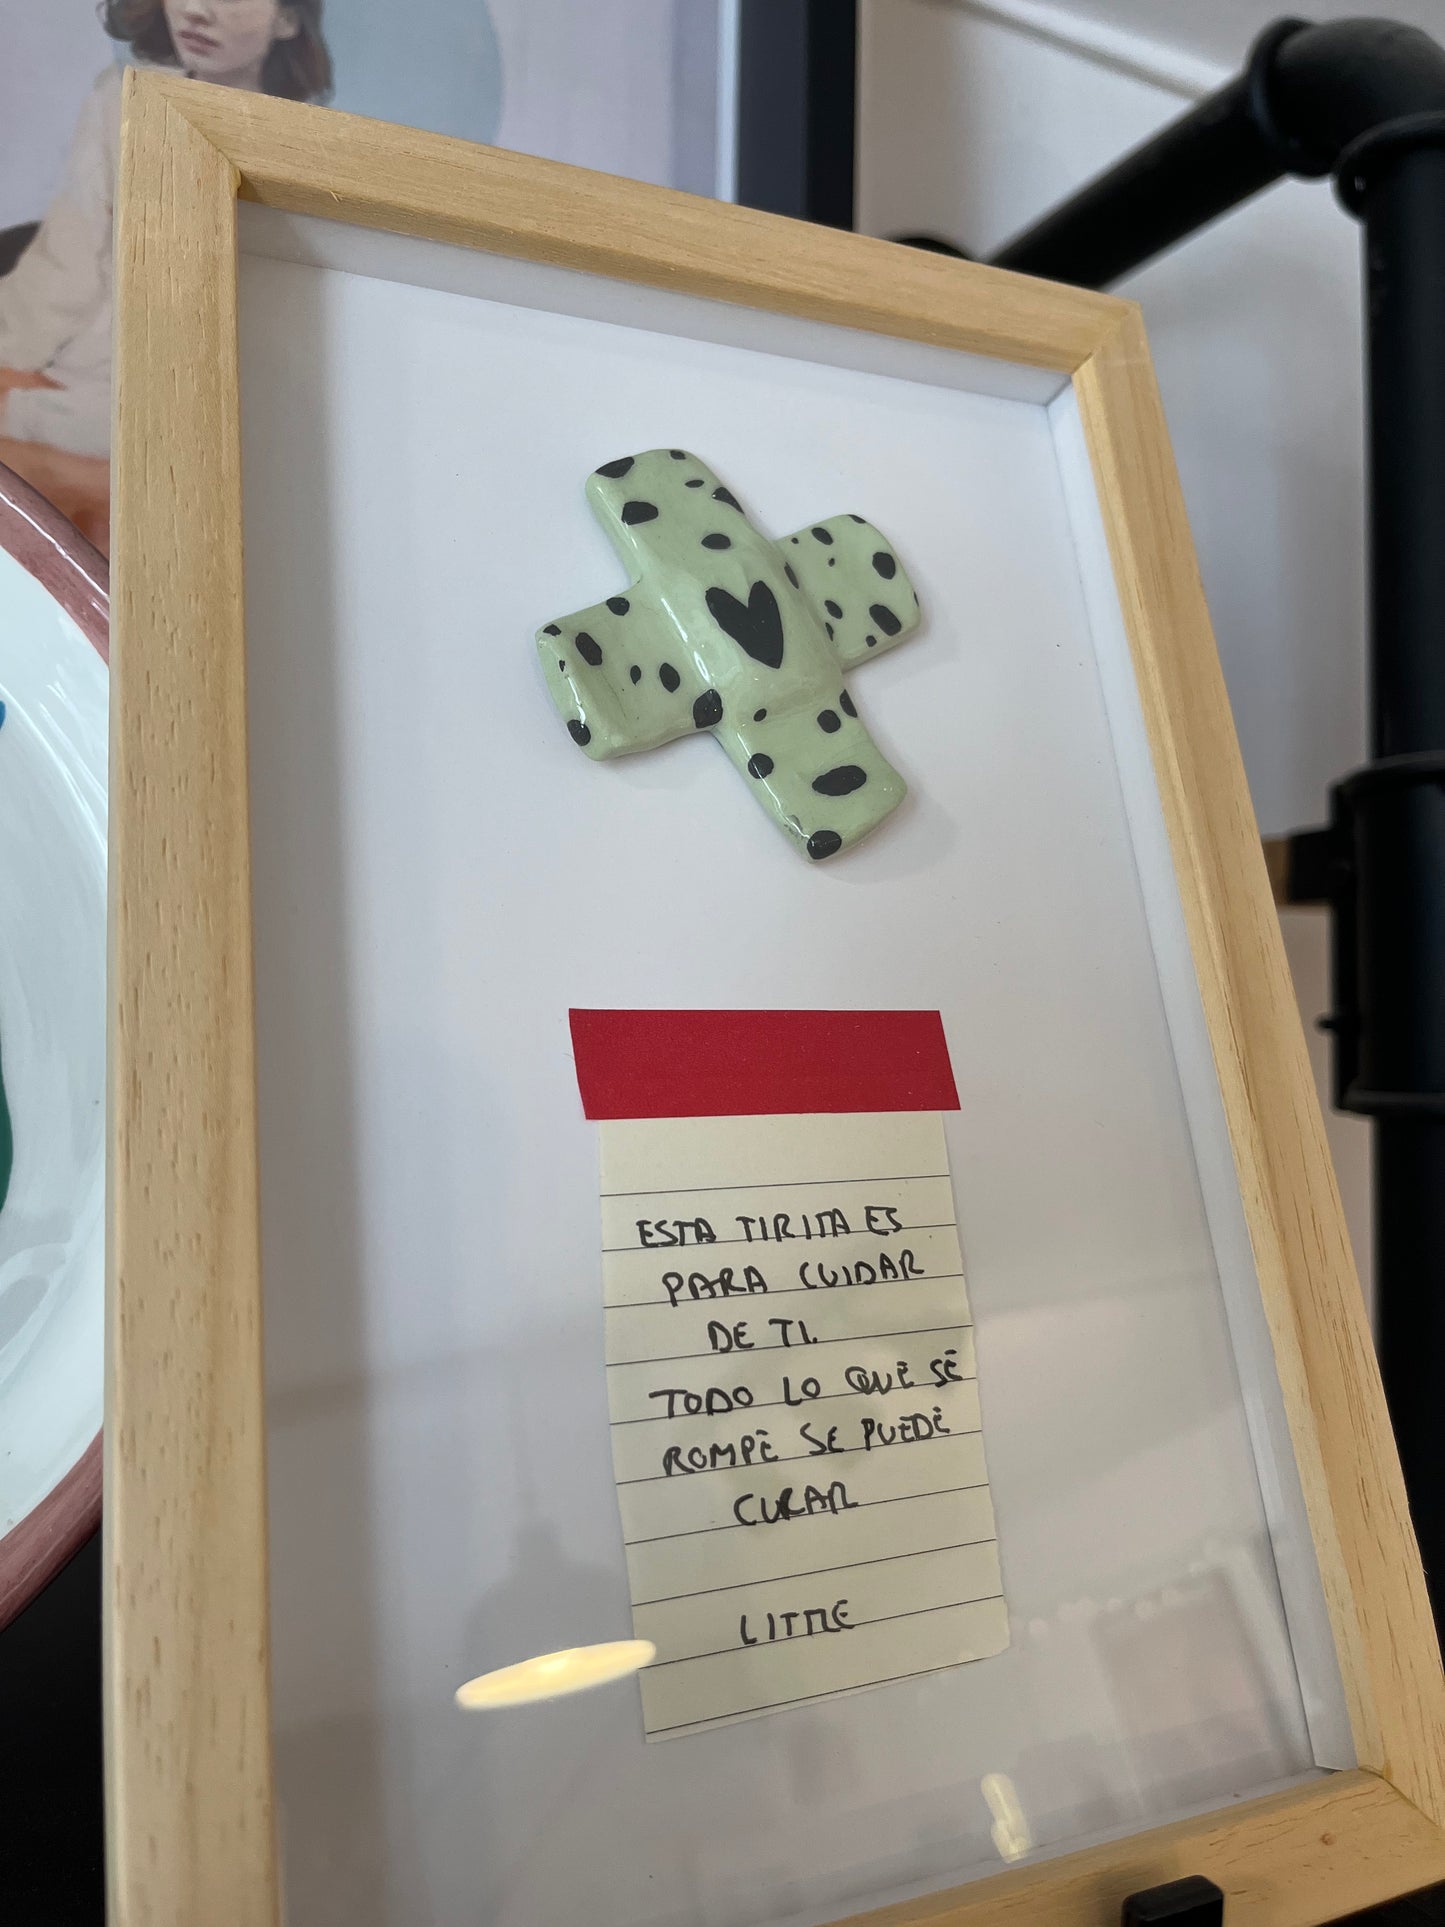 ESTA TIRITA ES
PARA CUIDAR
DE TI.
TODO LO QUE SE
ROMPE SE PUEDE
CURAR
LITTLE